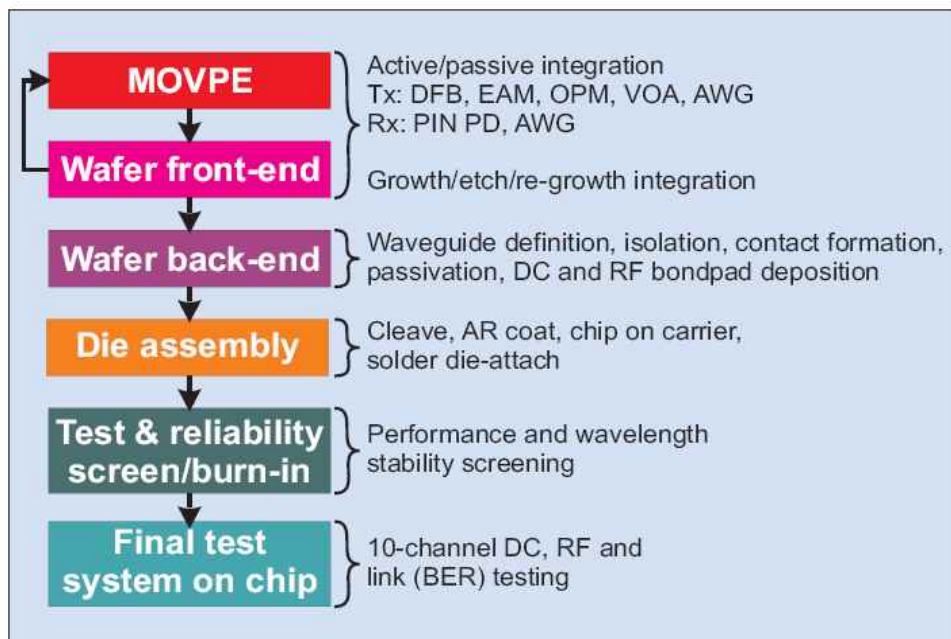 MOVPE
Active/passive integration
Tx: DFB, EAM, OPM, VOA, AWG
Rx: PIN PD, AWG
Wafer front-end
Growth/etch/re-growth integration
Wafer back-end
Waveguide definition, isolation, contact formation,
passivation, DC and RF bondpad deposition
Die assembly
Cleave, AR coat, chip on carrier,
solder die-attach
Test & reliability
screen/burn-in
Performance and wavelength
stability screening
Final test
system on chip
10-channel DC, RF and
link (BER) testing